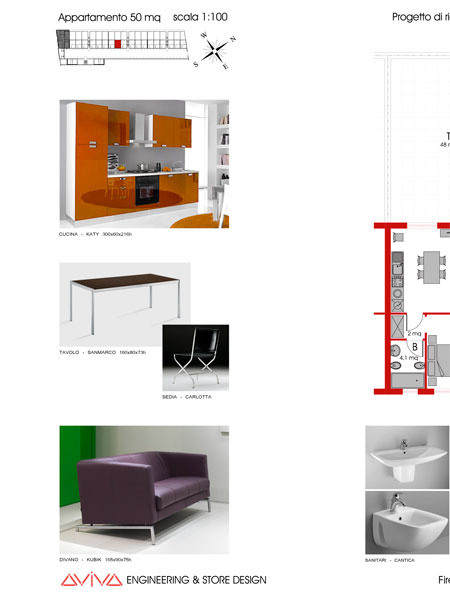 Appartamento 50 mq scala 1:100
Progetto di ri
W N
S E
T
48 m
CUCINA - KATY 300x60x216h
2 mq
B
4.1 mq
TAVOLO - SANMARCO 160x80x73h
SEDIA - CARLOTTA
DIVANO - KUBIK 165x90x75h
SANITARI - CANTICA
AVIVA ENGINEERING & STORE DESIGN
Fire